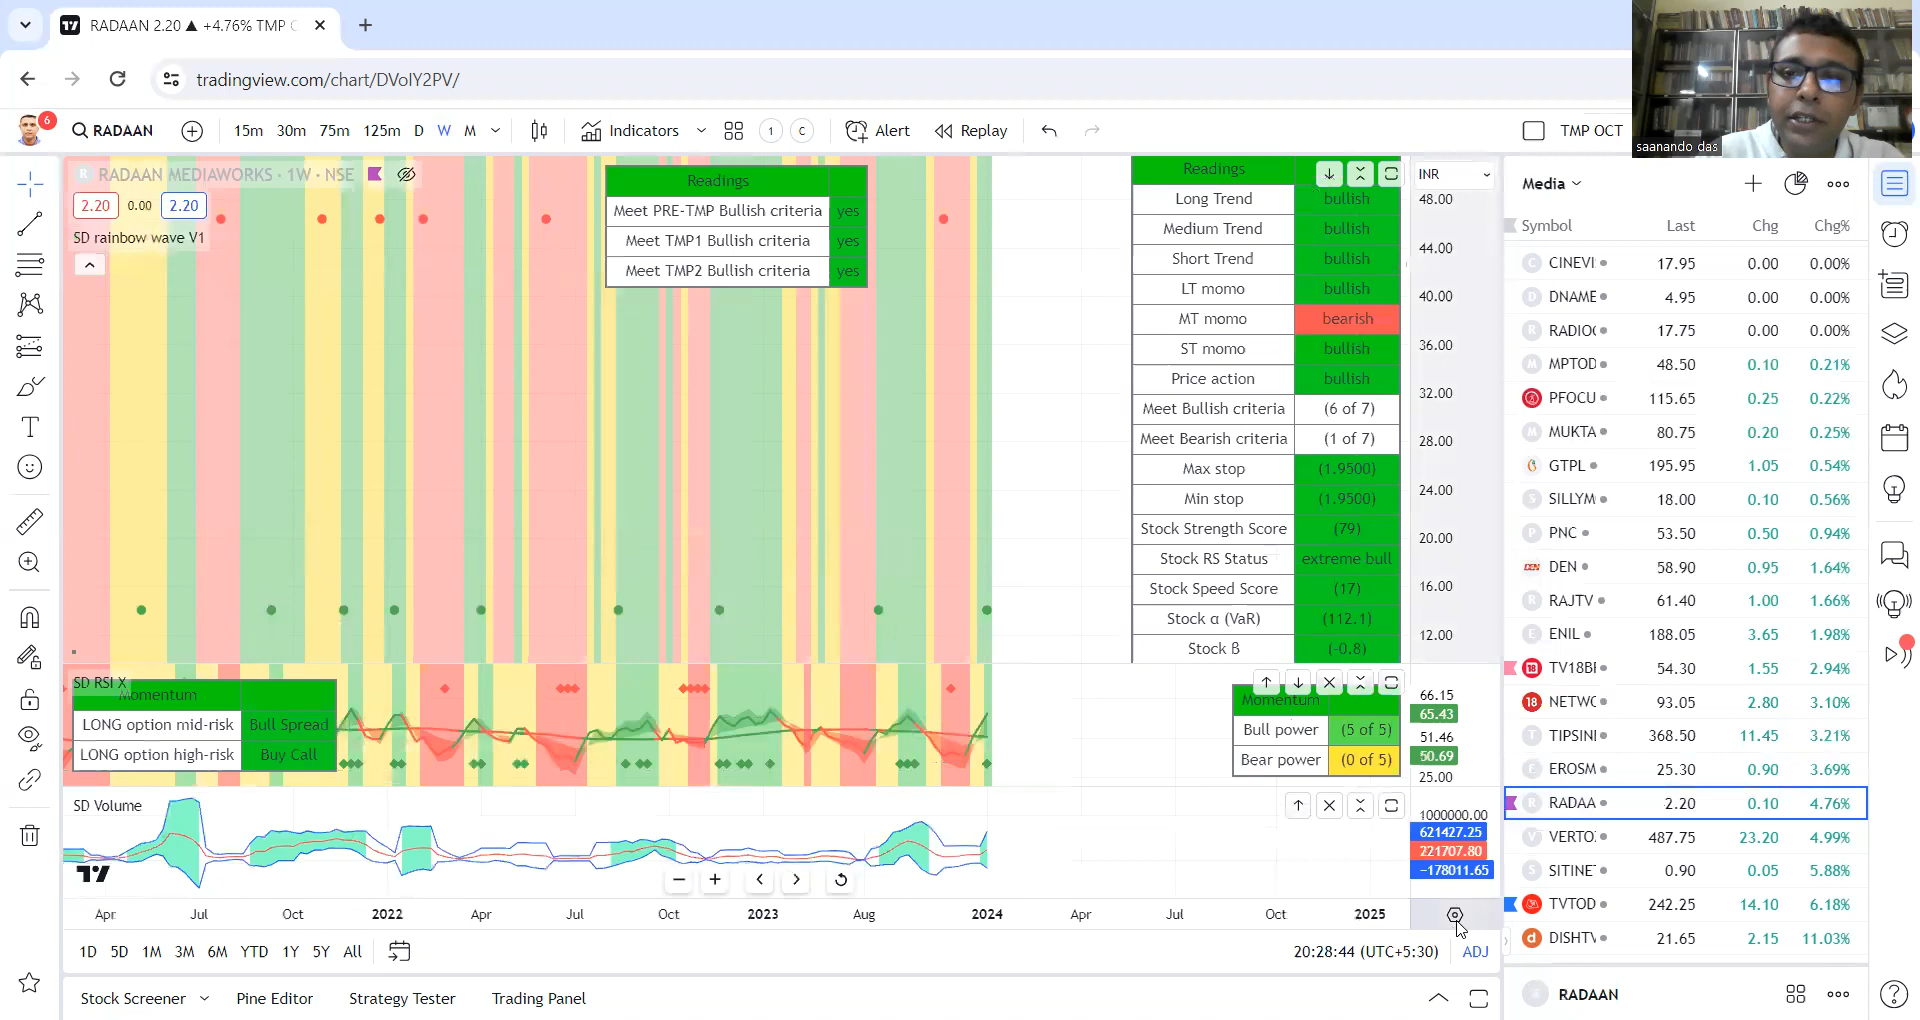 RADAAN 2.20 ▲ +4.76% TMP
tradingview.com/chart/DVoIY2PV/
saanando das
6
RADAAN
15m 30m 75m 125m D W M
Indicators
1
C
Alert
Replay
TMP OCT
RADAAN MEDIAWORKS · 1W · NSE
2.20 0.00 2.20
SD rainbow wave V1
Readings
Meet PRE-TMP Bullish criteria yes
Meet TMP1 Bullish criteria yes
Meet TMP2 Bullish criteria yes
Readings
Long Trend bullish
Medium Trend bullish
Short Trend bullish
LT momo bullish
MT momo bearish
ST momo bullish
Price action bullish
Meet Bullish criteria (6 of 7)
Meet Bearish criteria (1 of 7)
Max stop (1.9500)
Min stop (1.9500)
Stock Strength Score (79)
Stock RS Status extreme bull
Stock Speed Score (17)
Stock α (VaR) (112.1)
Stock β (-0.8)
INR
48.00
44.00
40.00
36.00
32.00
28.00
24.00
20.00
16.00
12.00
SD RSI X
Momentum
LONG option mid-risk Bull Spread
LONG option high-risk Buy Call
Momentum
Bull power (5 of 5)
Bear power (0 of 5)
66.15
65.43
51.46
50.69
25.00
SD Volume
1000000.00
621427.25
221707.80
−178011.65
Apr Jul Oct 2022 Apr Jul Oct 2023 Aug 2024 Apr Jul Oct 2025
1D 5D 1M 3M 6M YTD 1Y 5Y All
20:28:44 (UTC+5:30) ADJ
Stock Screener Pine Editor Strategy Tester Trading Panel
Media
Symbol Last Chg Chg%
CINEVI 17.95 0.00 0.00%
DNAME 4.95 0.00 0.00%
RADIOC 17.75 0.00 0.00%
MPTOD 48.50 0.10 0.21%
PFOCU 115.65 0.25 0.22%
MUKTA 80.75 0.20 0.25%
GTPL 195.95 1.05 0.54%
SILLYM 18.00 0.10 0.56%
PNC 53.50 0.50 0.94%
DEN DEN 58.90 0.95 1.64%
RAJTV 61.40 1.00 1.66%
ENIL 188.05 3.65 1.98%
18 TV18BI 54.30 1.55 2.94%
18 NETWC 93.05 2.80 3.10%
TIPSINI 368.50 11.45 3.21%
EROSM 25.30 0.90 3.69%
RADAA 2.20 0.10 4.76%
VERTO 487.75 23.20 4.99%
SITINE 0.90 0.05 5.88%
TVTOD 242.25 14.10 6.18%
d DISHTV 21.65 2.15 11.03%
RADAAN